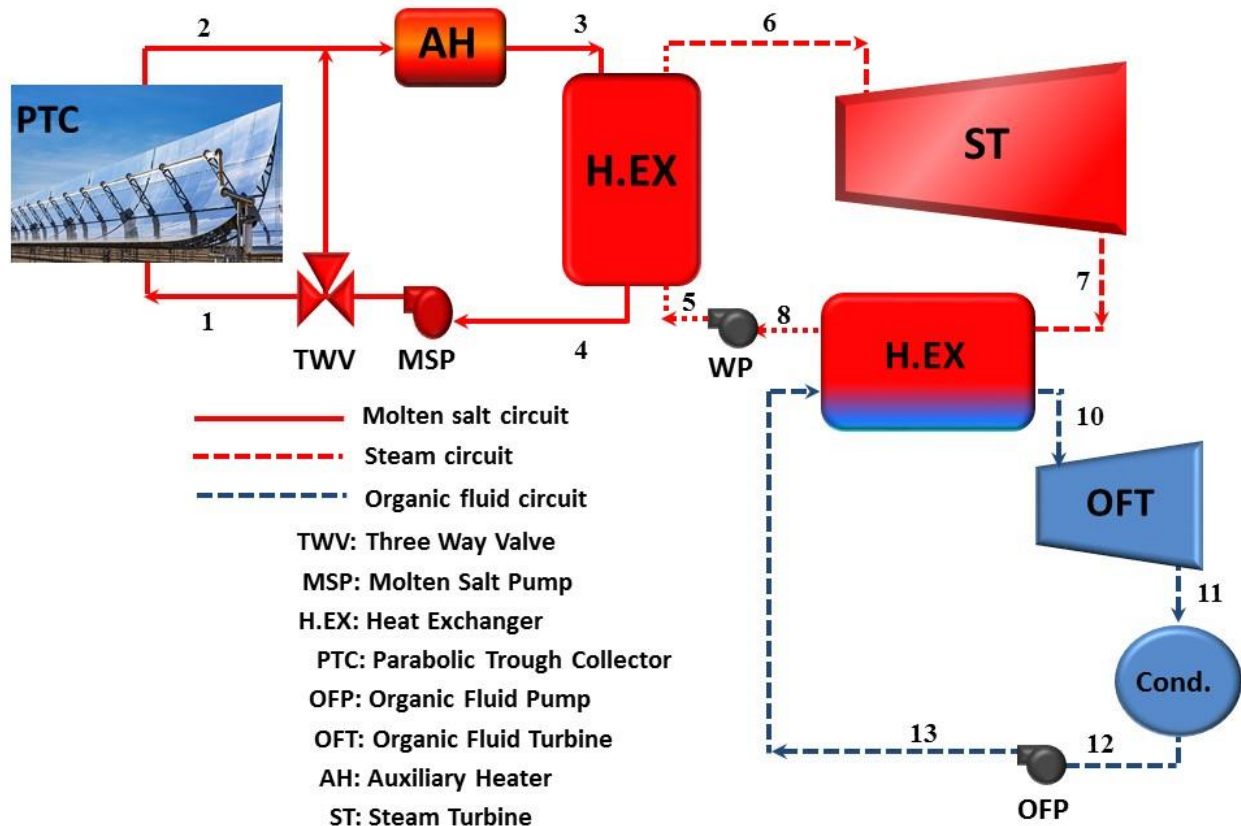 2
3
6
AH
PTC
H.EX
ST
7
5
8
1
4
TWV
MSP
WP
H.EX
10
Molten salt circuit
Steam circuit
Organic fluid circuit
OFT
TWV: Three Way Valve
MSP: Molten Salt Pump
11
H.EX: Heat Exchanger
PTC: Parabolic Trough Collector
Cond.
OFP: Organic Fluid Pump
OFT: Organic Fluid Turbine
13
12
AH: Auxiliary Heater
OFP
ST: Steam Turbine